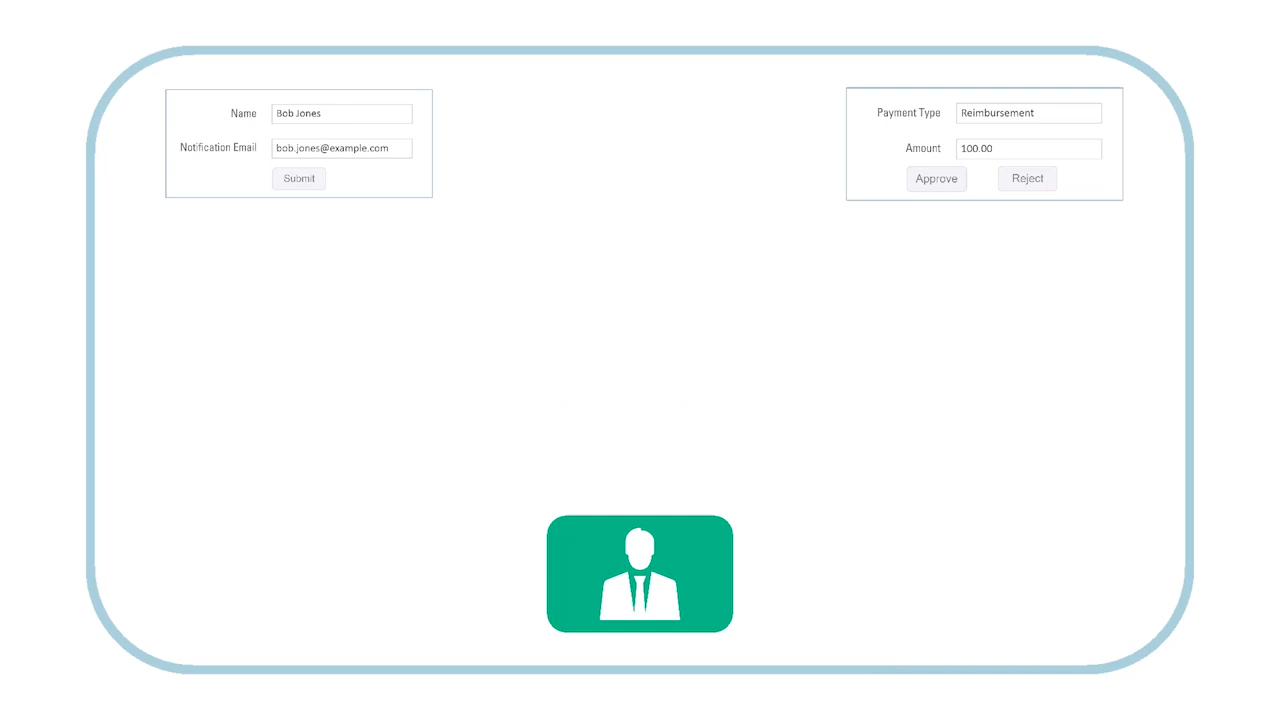 Name Bob Jones
Notification Email bob.jones@example.com
Submit
Payment Type Reimbursement
Amount 100.00
Approve Reject